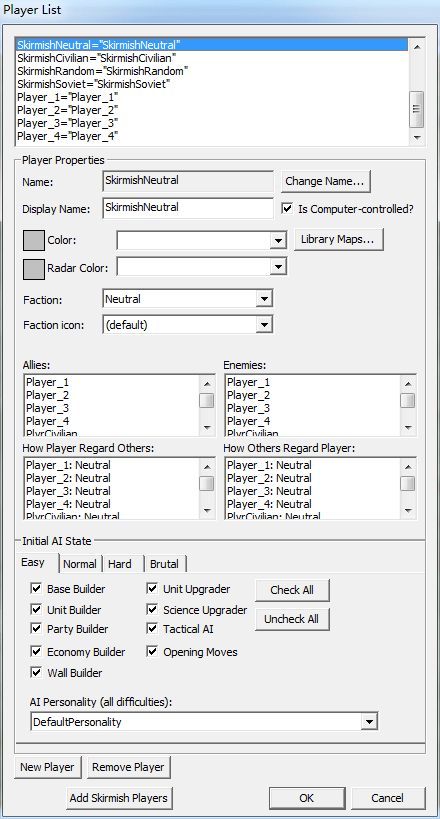 Player List
SkirmishNeutral="SkirmishNeutral"
SkirmishCivilian="SkirmishCivilian"
SkirmishRandom="SkirmishRandom"
SkirmishSoviet="SkirmishSoviet"
Player_1="Player_1"
Player_2="Player_2"
Player_3="Player_3"
Player_4="Player_4"
Player Properties
Name: SkirmishNeutral Change Name...
Display Name: SkirmishNeutral Is Computer-controlled?
Color: Library Maps...
Radar Color:
Faction: Neutral
Faction icon: (default)
Allies: Enemies:
Player_1 Player_1
Player_2 Player_2
Player_3 Player_3
Player_4 Player_4
PlyrCivilian PlyrCivilian
How Player Regard Others: How Others Regard Player:
Player_1: Neutral Player_1: Neutral
Player_2: Neutral Player_2: Neutral
Player_3: Neutral Player_3: Neutral
Player_4: Neutral Player_4: Neutral
PlyrCivilian: Neutral PlyrCivilian: Neutral
Initial AI State
Easy Normal Hard Brutal
Base Builder Unit Upgrader Check All
Unit Builder Science Upgrader Uncheck All
Party Builder Tactical AI
Economy Builder Opening Moves
Wall Builder
AI Personality (all difficulties):
DefaultPersonality
New Player Remove Player
Add Skirmish Players OK Cancel